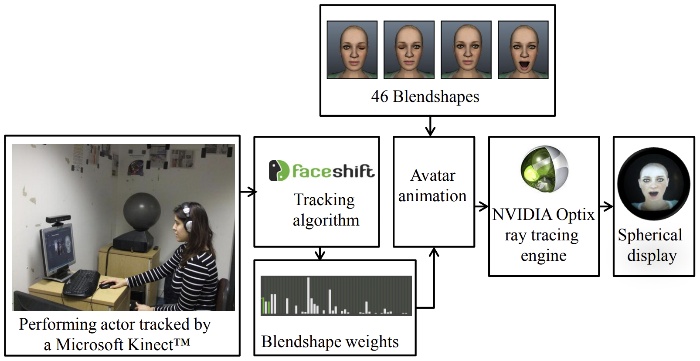 46 Blendshapes
faceshift
Tracking
algorithm
Avatar
animation
NVIDIA Optix
ray tracing
engine
Spherical
display
Performing actor tracked by
a Microsoft Kinect™
Blendshape weights